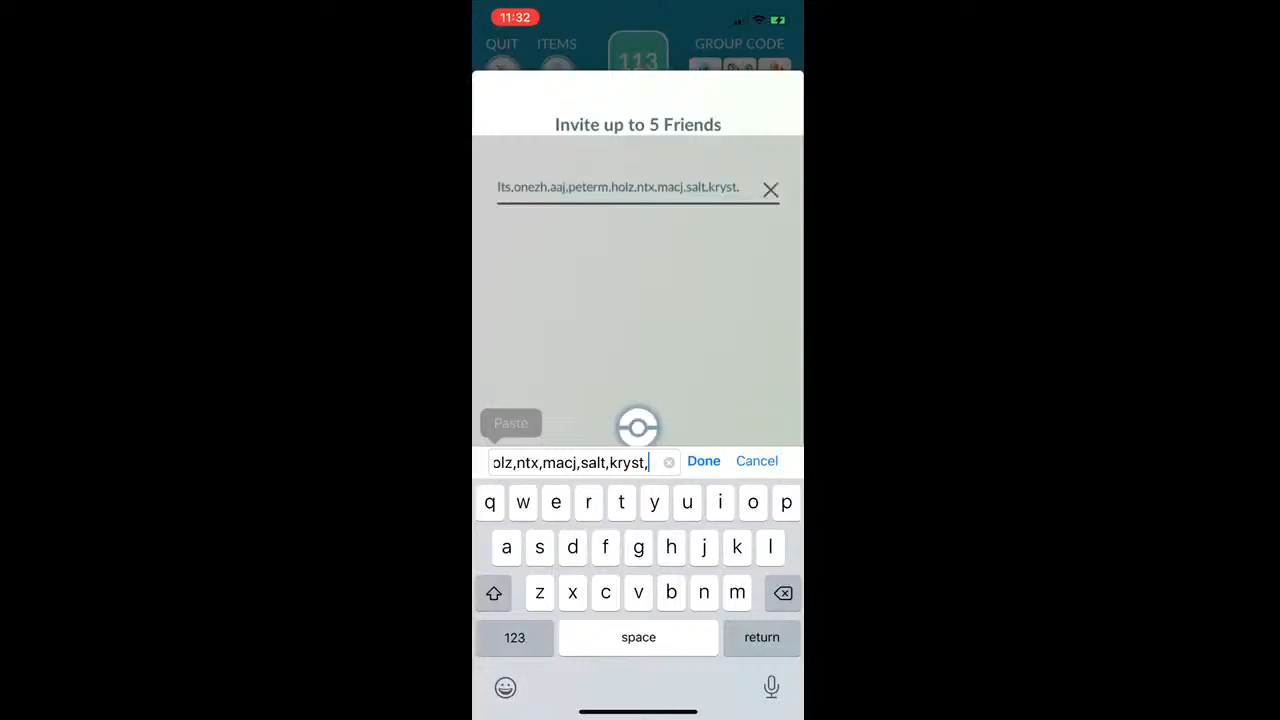 11:32
QUIT ITEMS GROUP CODE
113
Invite up to 5 Friends
lts,onezh,aaj,peterm,holz,ntx,macj,salt,kryst,
Paste
olz,ntx,macj,salt,kryst,
Done Cancel
q w e r t y u i o p
a s d f g h j k l
z x c v b n m
123 space return